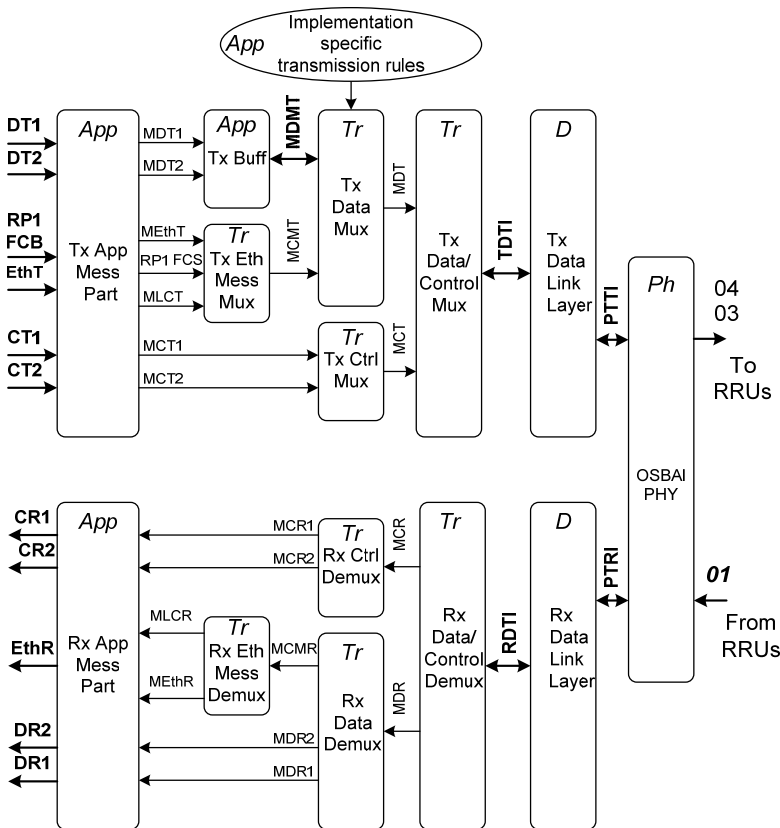 Implementation
App specific
transmission rules
DT1
DT2
RP1
FCB
EthT
CT1
CT2
App
Tx App
Mess
Part
MDT1
MDT2
MEthT
RP1 FCS
MLCT
MCT1
MCT2
App
Tx Buff
Tr
Tx Eth
Mess
Mux
MDMT
MCMT
Tr
Tx
Data
Mux
Tr
Tx Ctrl
Mux
MDT
MCT
Tr
Tx
Data/
Control
Mux
TDTI
D
Tx
Data
Link
Layer
PTTI
Ph
OSBAI
PHY
04
03
To
RRUs
CR1
CR2
EthR
DR2
DR1
App
Rx App
Mess
Part
MCR1
MCR2
MLCR
MEthR
MDR2
MDR1
Tr
Rx Eth
Mess
Demux
MCMR
Tr
Rx Ctrl
Demux
Tr
Rx
Data
Demux
MCR
MDR
Tr
Rx
Data/
Control
Demux
RDTI
D
Rx
Data
Link
Layer
PTRI
01
From
RRUs